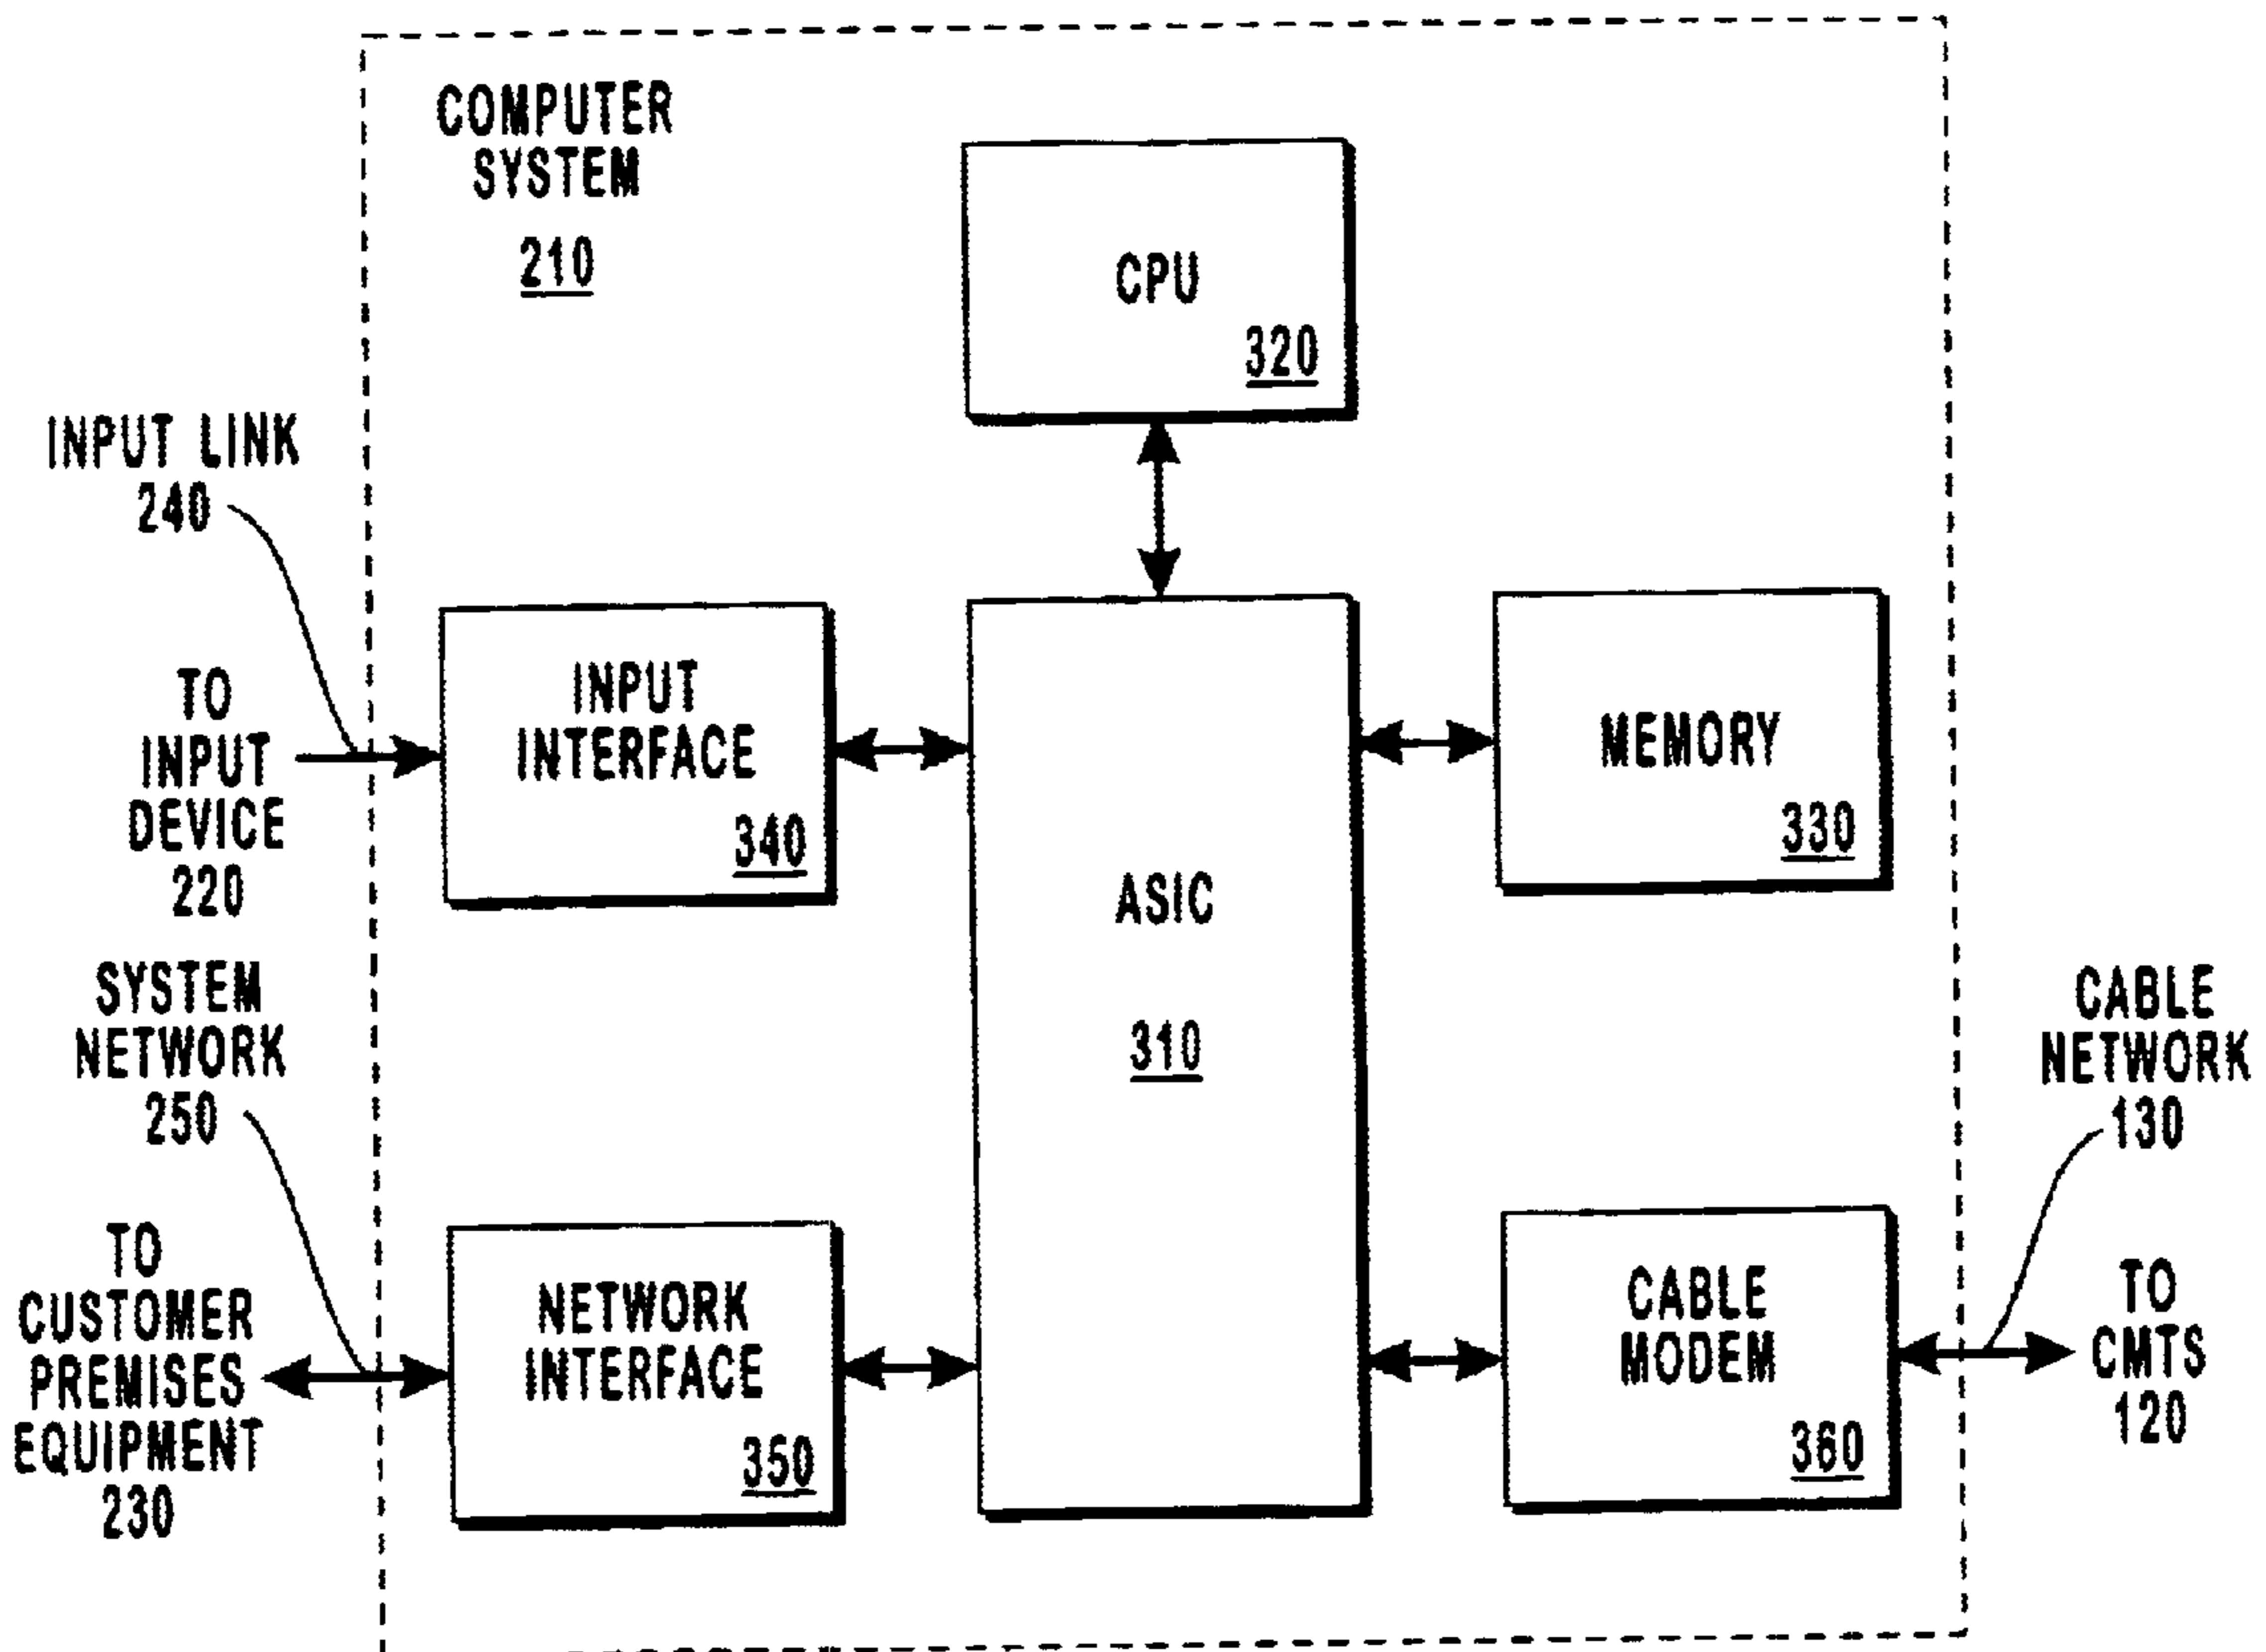 COMPUTER
SYSTEM
210
CPU
320
INPUT LINK
240
TO
INPUT
DEVICE
220
INPUT
INTERFACE
340
ASIC
310
MEMORY
330
SYSTEM
NETWORK
250
TO
CUSTOMER
PREMISES
EQUIPMENT
230
NETWORK
INTERFACE
350
CABLE
MODEM
360
CABLE
NETWORK
130
TO
CMTS
120